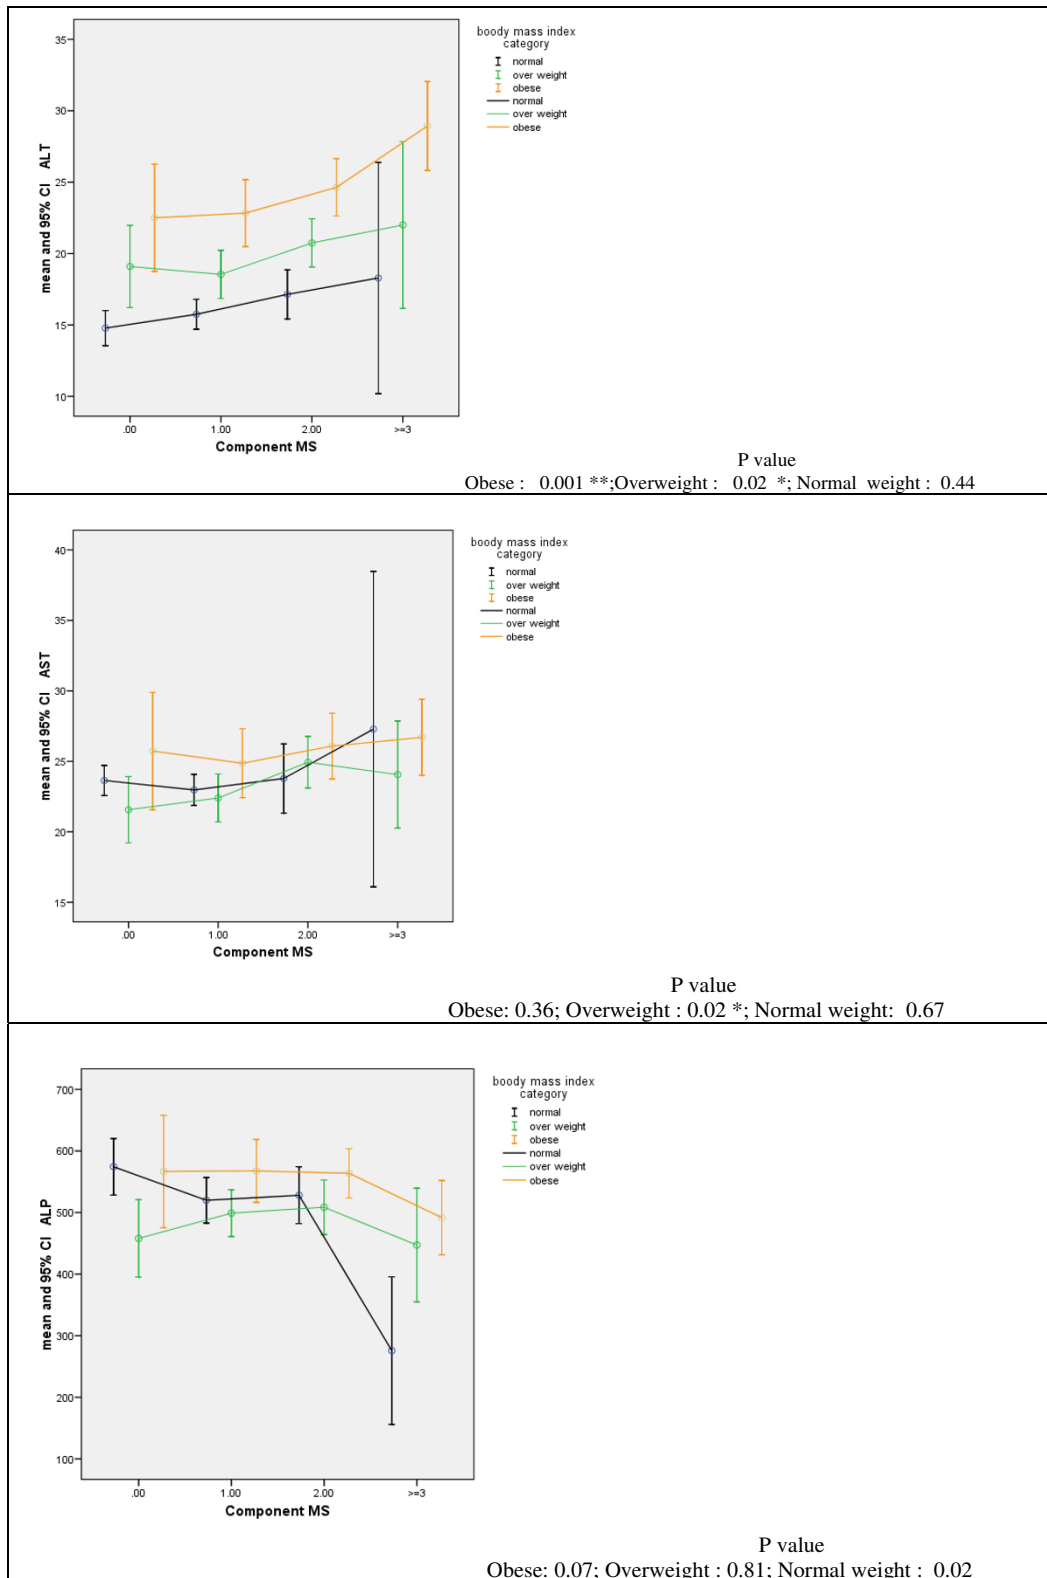 boody mass index
category
normal
over weight
obese
normal
over weight
obese
35
30
25
20
15
10
mean and 95% CI ALT
.00 1.00 2.00 >=3
Component MS
P value
Obese : 0.001 **;Overweight : 0.02 *; Normal weight : 0.44
boody mass index
category
normal
over weight
obese
normal
over weight
obese
40
35
30
25
20
15
mean and 95% CI AST
.00 1.00 2.00 >=3
Component MS
P value
Obese: 0.36; Overweight : 0.02 *; Normal weight: 0.67
boody mass index
category
normal
over weight
obese
normal
over weight
obese
700
600
500
400
300
200
100
mean and 95% CI ALP
.00 1.00 2.00 >=3
Component MS
P value
Obese: 0.07; Overweight : 0.81; Normal weight : 0.02